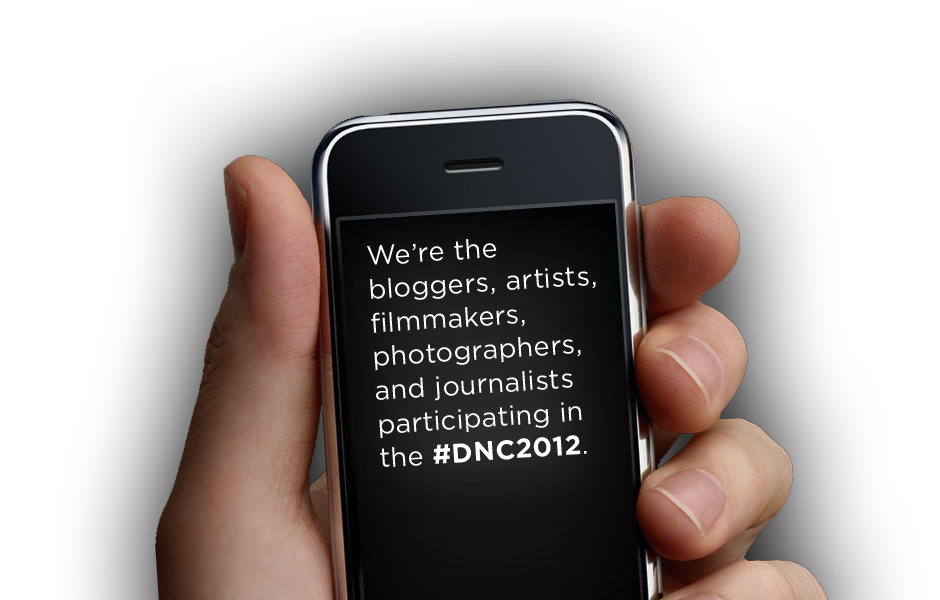 We're the
bloggers, artists,
filmmakers,
photographers,
and journalists
participating in
the #DNC2012.